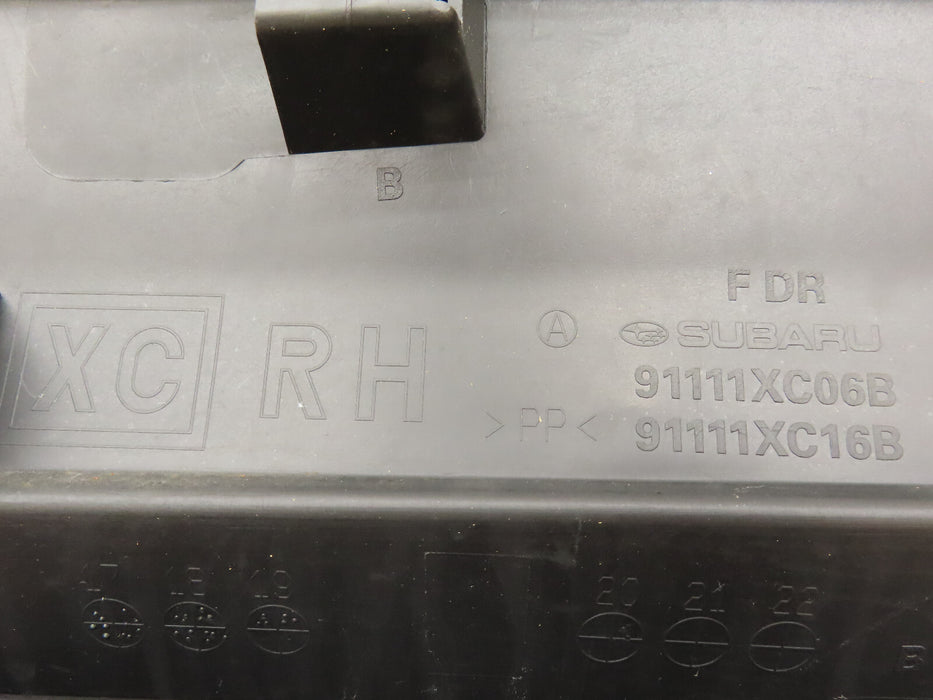 B
F DR
SUBARU
XC RH A 91111XC06B
>PP< 91111XC16B
17 18 19 20 21 22
B